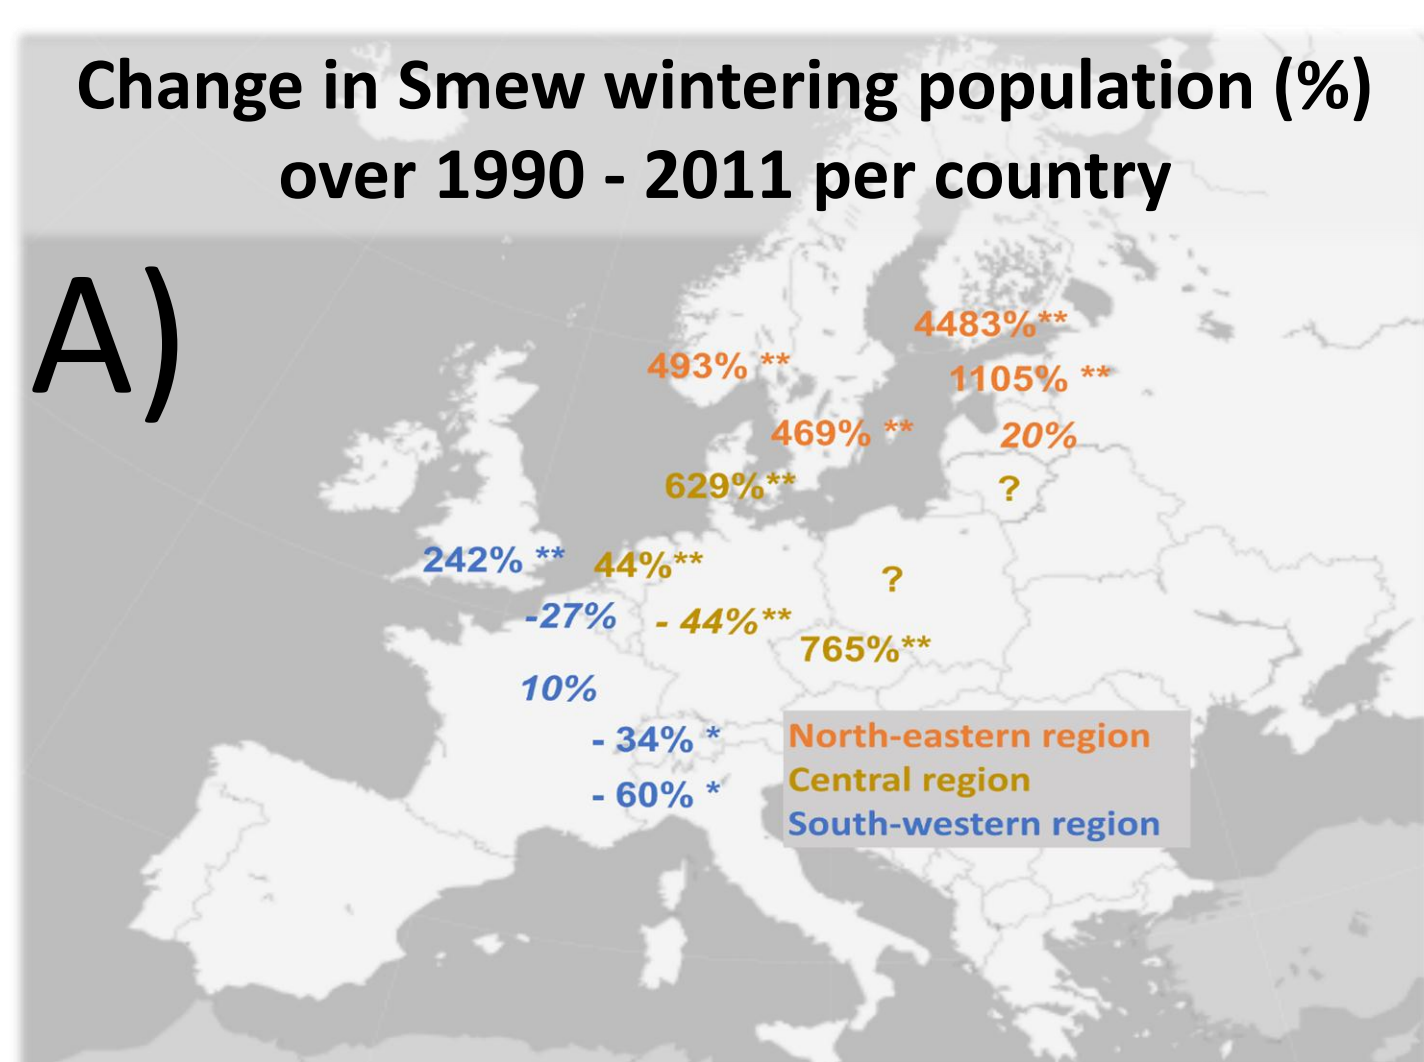 Change in Smew wintering population (%)
over 1990 - 2011 per country
A)
4483%**
493% **
1105% **
469% **
20%
629%**
?
242% **
44%**
?
-27%
- 44%**
765%**
10%
- 34% *
- 60% *
North-eastern region
Central region
South-western region